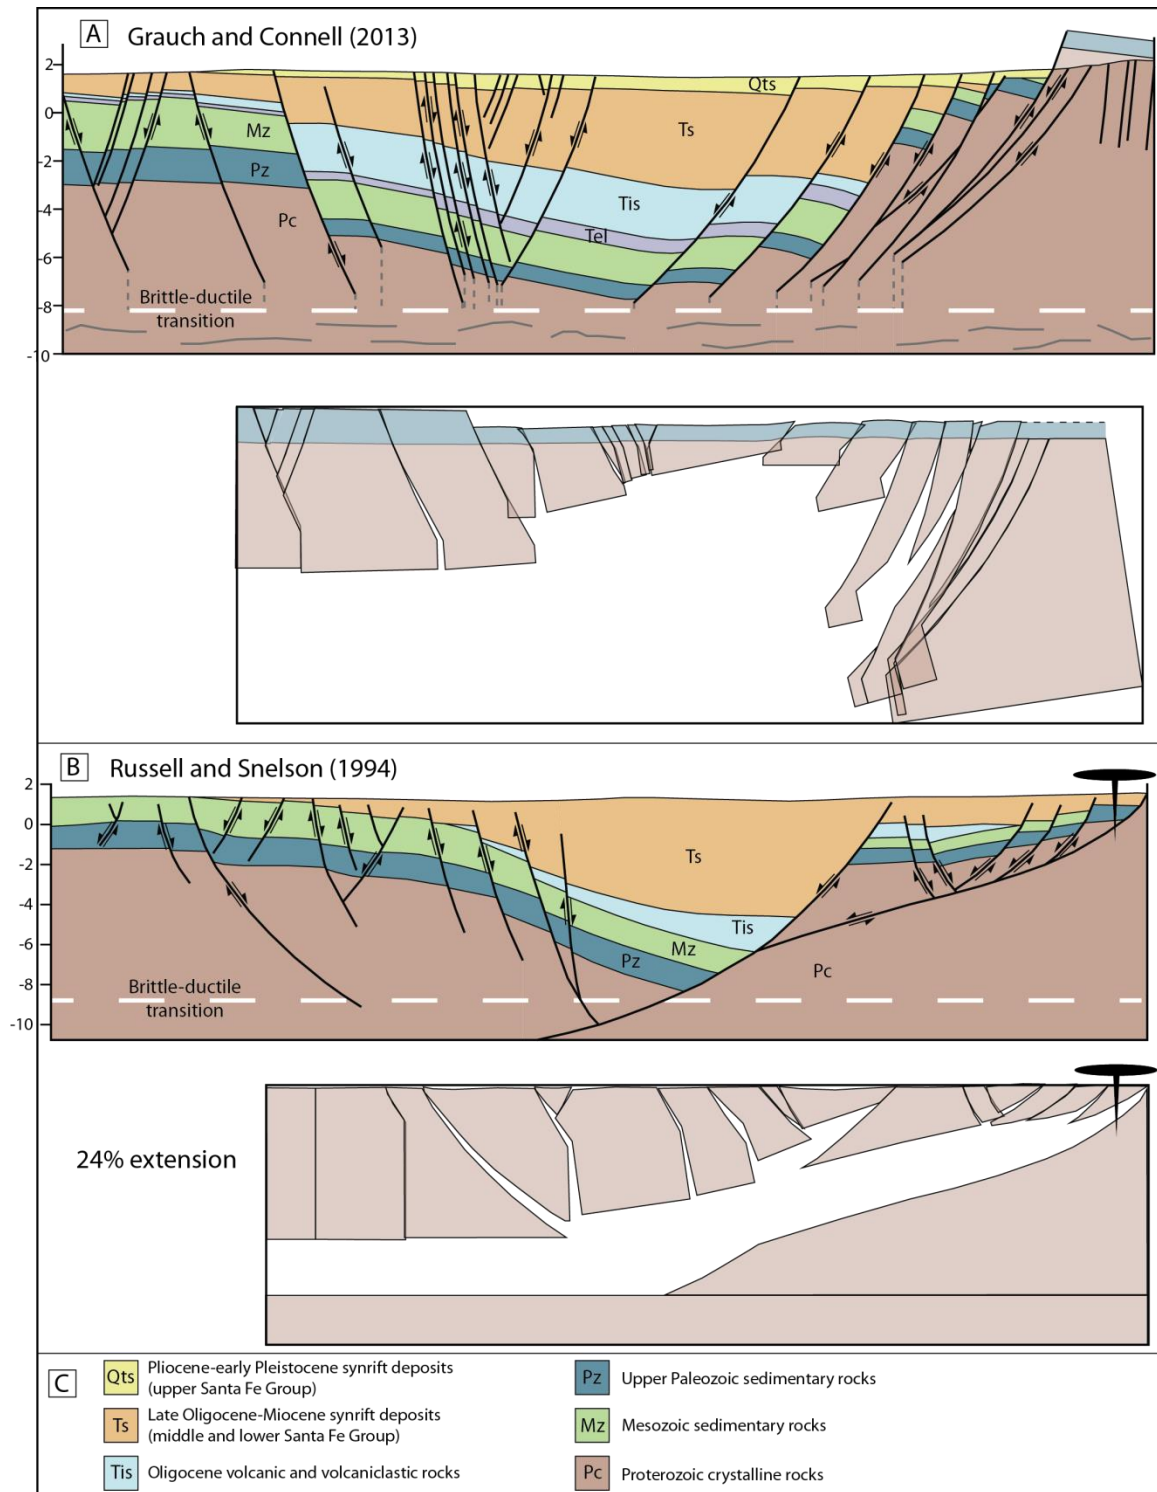 A Grauch and Connell (2013)
2
0
-2
-4
-6
-8
-10
Qts
Ts
Mz
Pz
Tis
Pc
Tel
Brittle-ductile
transition
B Russell and Snelson (1994)
2
0
-2
-4
-6
-8
-10
Ts
Tis
Mz
Pz
Pc
Brittle-ductile
transition
24% extension
C
Qts Pliocene-early Pleistocene synrift deposits
(upper Santa Fe Group)
Ts Late Oligocene-Miocene synrift deposits
(middle and lower Santa Fe Group)
Tis Oligocene volcanic and volcaniclastic rocks
Pz Upper Paleozoic sedimentary rocks
Mz Mesozoic sedimentary rocks
Pc Proterozoic crystalline rocks